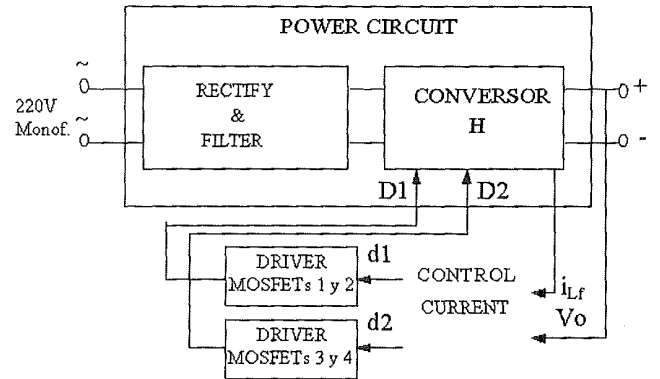 POWER CIRCUIT
~
220V
Monof.
~
RECTIFY
&
FILTER
CONVERSOR
H
+
-
D1
D2
DRIVER
MOSFETs 1 y 2
d1
CONTROL
CURRENT
iLf
Vo
d2
DRIVER
MOSFETs 3 y 4